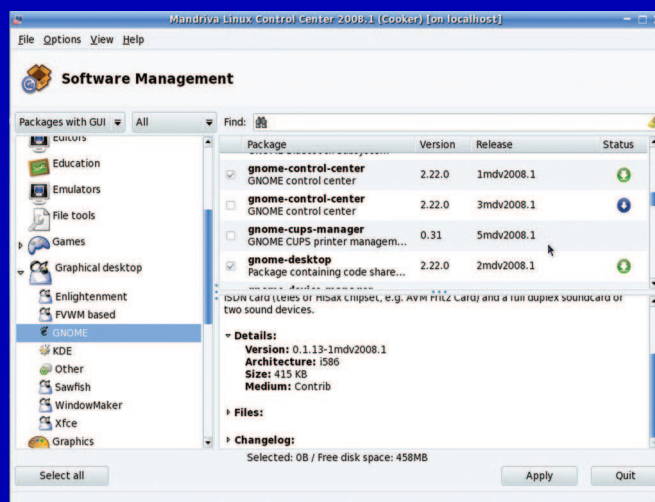 Mandriva Linux Control Center 2008.1 (Cooker) [on localhost]
File Options View Help
Software Management
Packages with GUI All Find:
Editors
Education
Emulators
File tools
Games
Graphical desktop
Enlightenment
FVWM based
GNOME
KDE
Other
Sawfish
WindowMaker
Xfce
Graphics
Package Version Release Status
gnome-control-center 2.22.0 1mdv2008.1
GNOME control center
gnome-control-center 2.22.0 3mdv2008.1
GNOME control center
gnome-cups-manager 0.31 5mdv2008.1
GNOME CUPS printer managem...
gnome-desktop 2.22.0 2mdv2008.1
Package containing code share...
gnome-device-manager
ISDN card (teles or HiSax chipset, e.g. AVM Fritz Card) and a full duplex soundcard or
two sound devices.
Details:
Version: 0.1.13-1mdv2008.1
Architecture: i586
Size: 415 KB
Medium: Contrib
Files:
Changelog:
Selected: 0B / Free disk space: 458MB
Select all Apply Quit